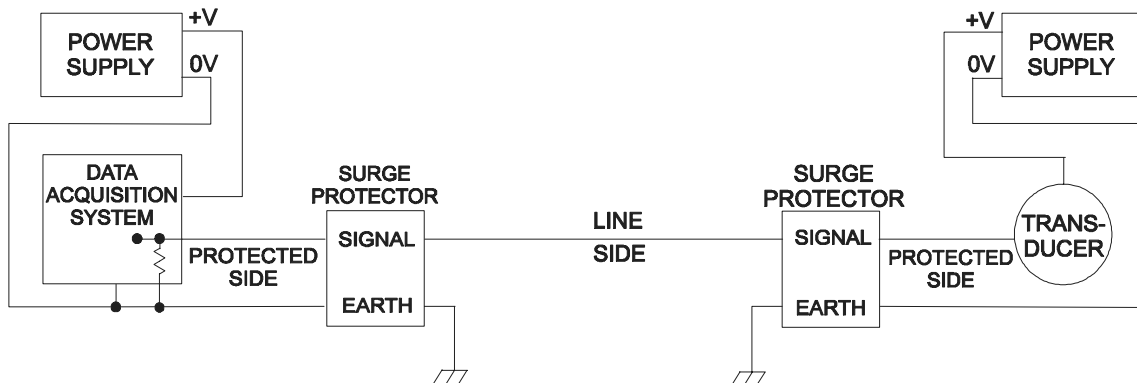 +V
POWER
SUPPLY
0V
DATA
ACQUISITION
SYSTEM
PROTECTED
SIDE
SURGE
PROTECTOR
SIGNAL
EARTH
LINE
SIDE
SURGE
PROTECTOR
SIGNAL
EARTH
PROTECTED
SIDE
+V
0V
POWER
SUPPLY
TRANS-
DUCER